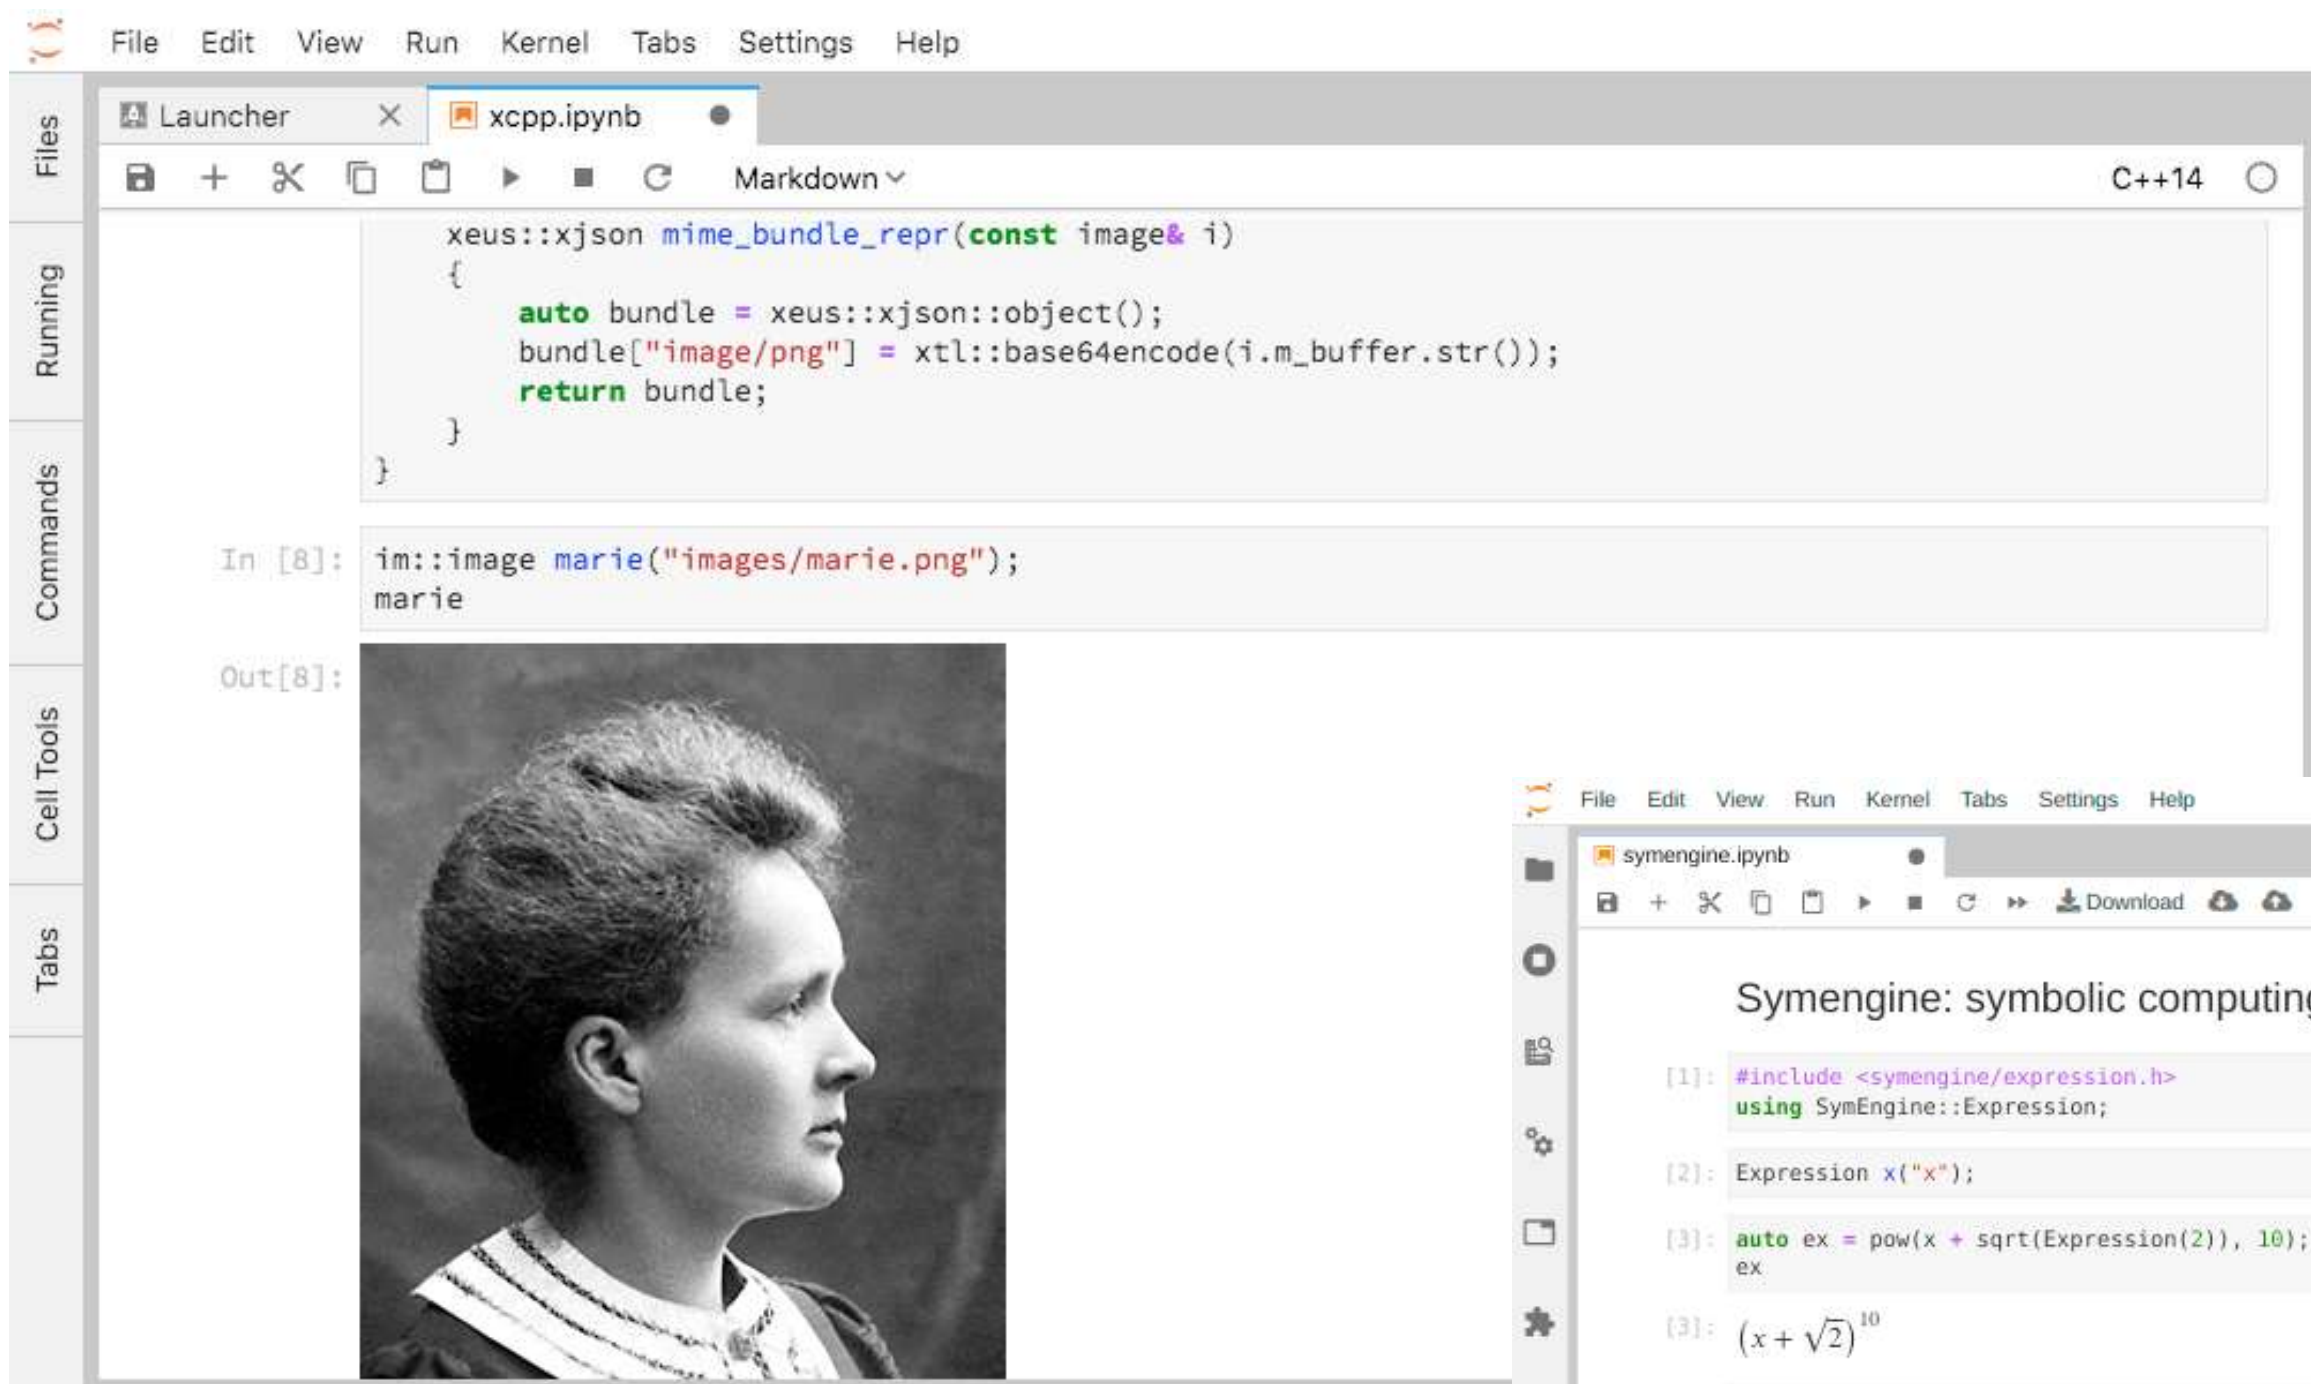 File Edit View Run Kernel Tabs Settings Help
Launcher xcpp.ipynb
Markdown C++14
Files
Running
Commands
Cell Tools
Tabs
xeus::xjson mime_bundle_repr(const image& i)
{
auto bundle = xeus::xjson::object();
bundle["image/png"] = xtl::base64encode(i.m_buffer.str());
return bundle;
}
}
In [8]: im::image marie("images/marie.png");
marie
Out[8]:
File Edit View Run Kernel Tabs Settings Help
symengine.ipynb
Download
Symengine: symbolic computing
[1]: #include <symengine/expression.h>
using SymEngine::Expression;
[2]: Expression x("x");
[3]: auto ex = pow(x + sqrt(Expression(2)), 10);
ex
[3]: (x + √2)¹⁰